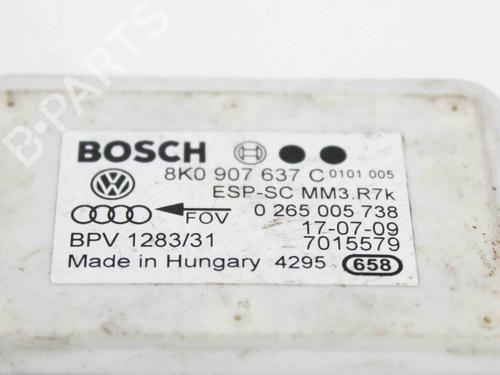 BOSCH
8K0 907 637 C 0101 005
ESP-SC MM3.R7k
FOV 0 265 005 738
BPV 1283/31 17-07-09
7015579
Made in Hungary 4295 658
B-PARTS